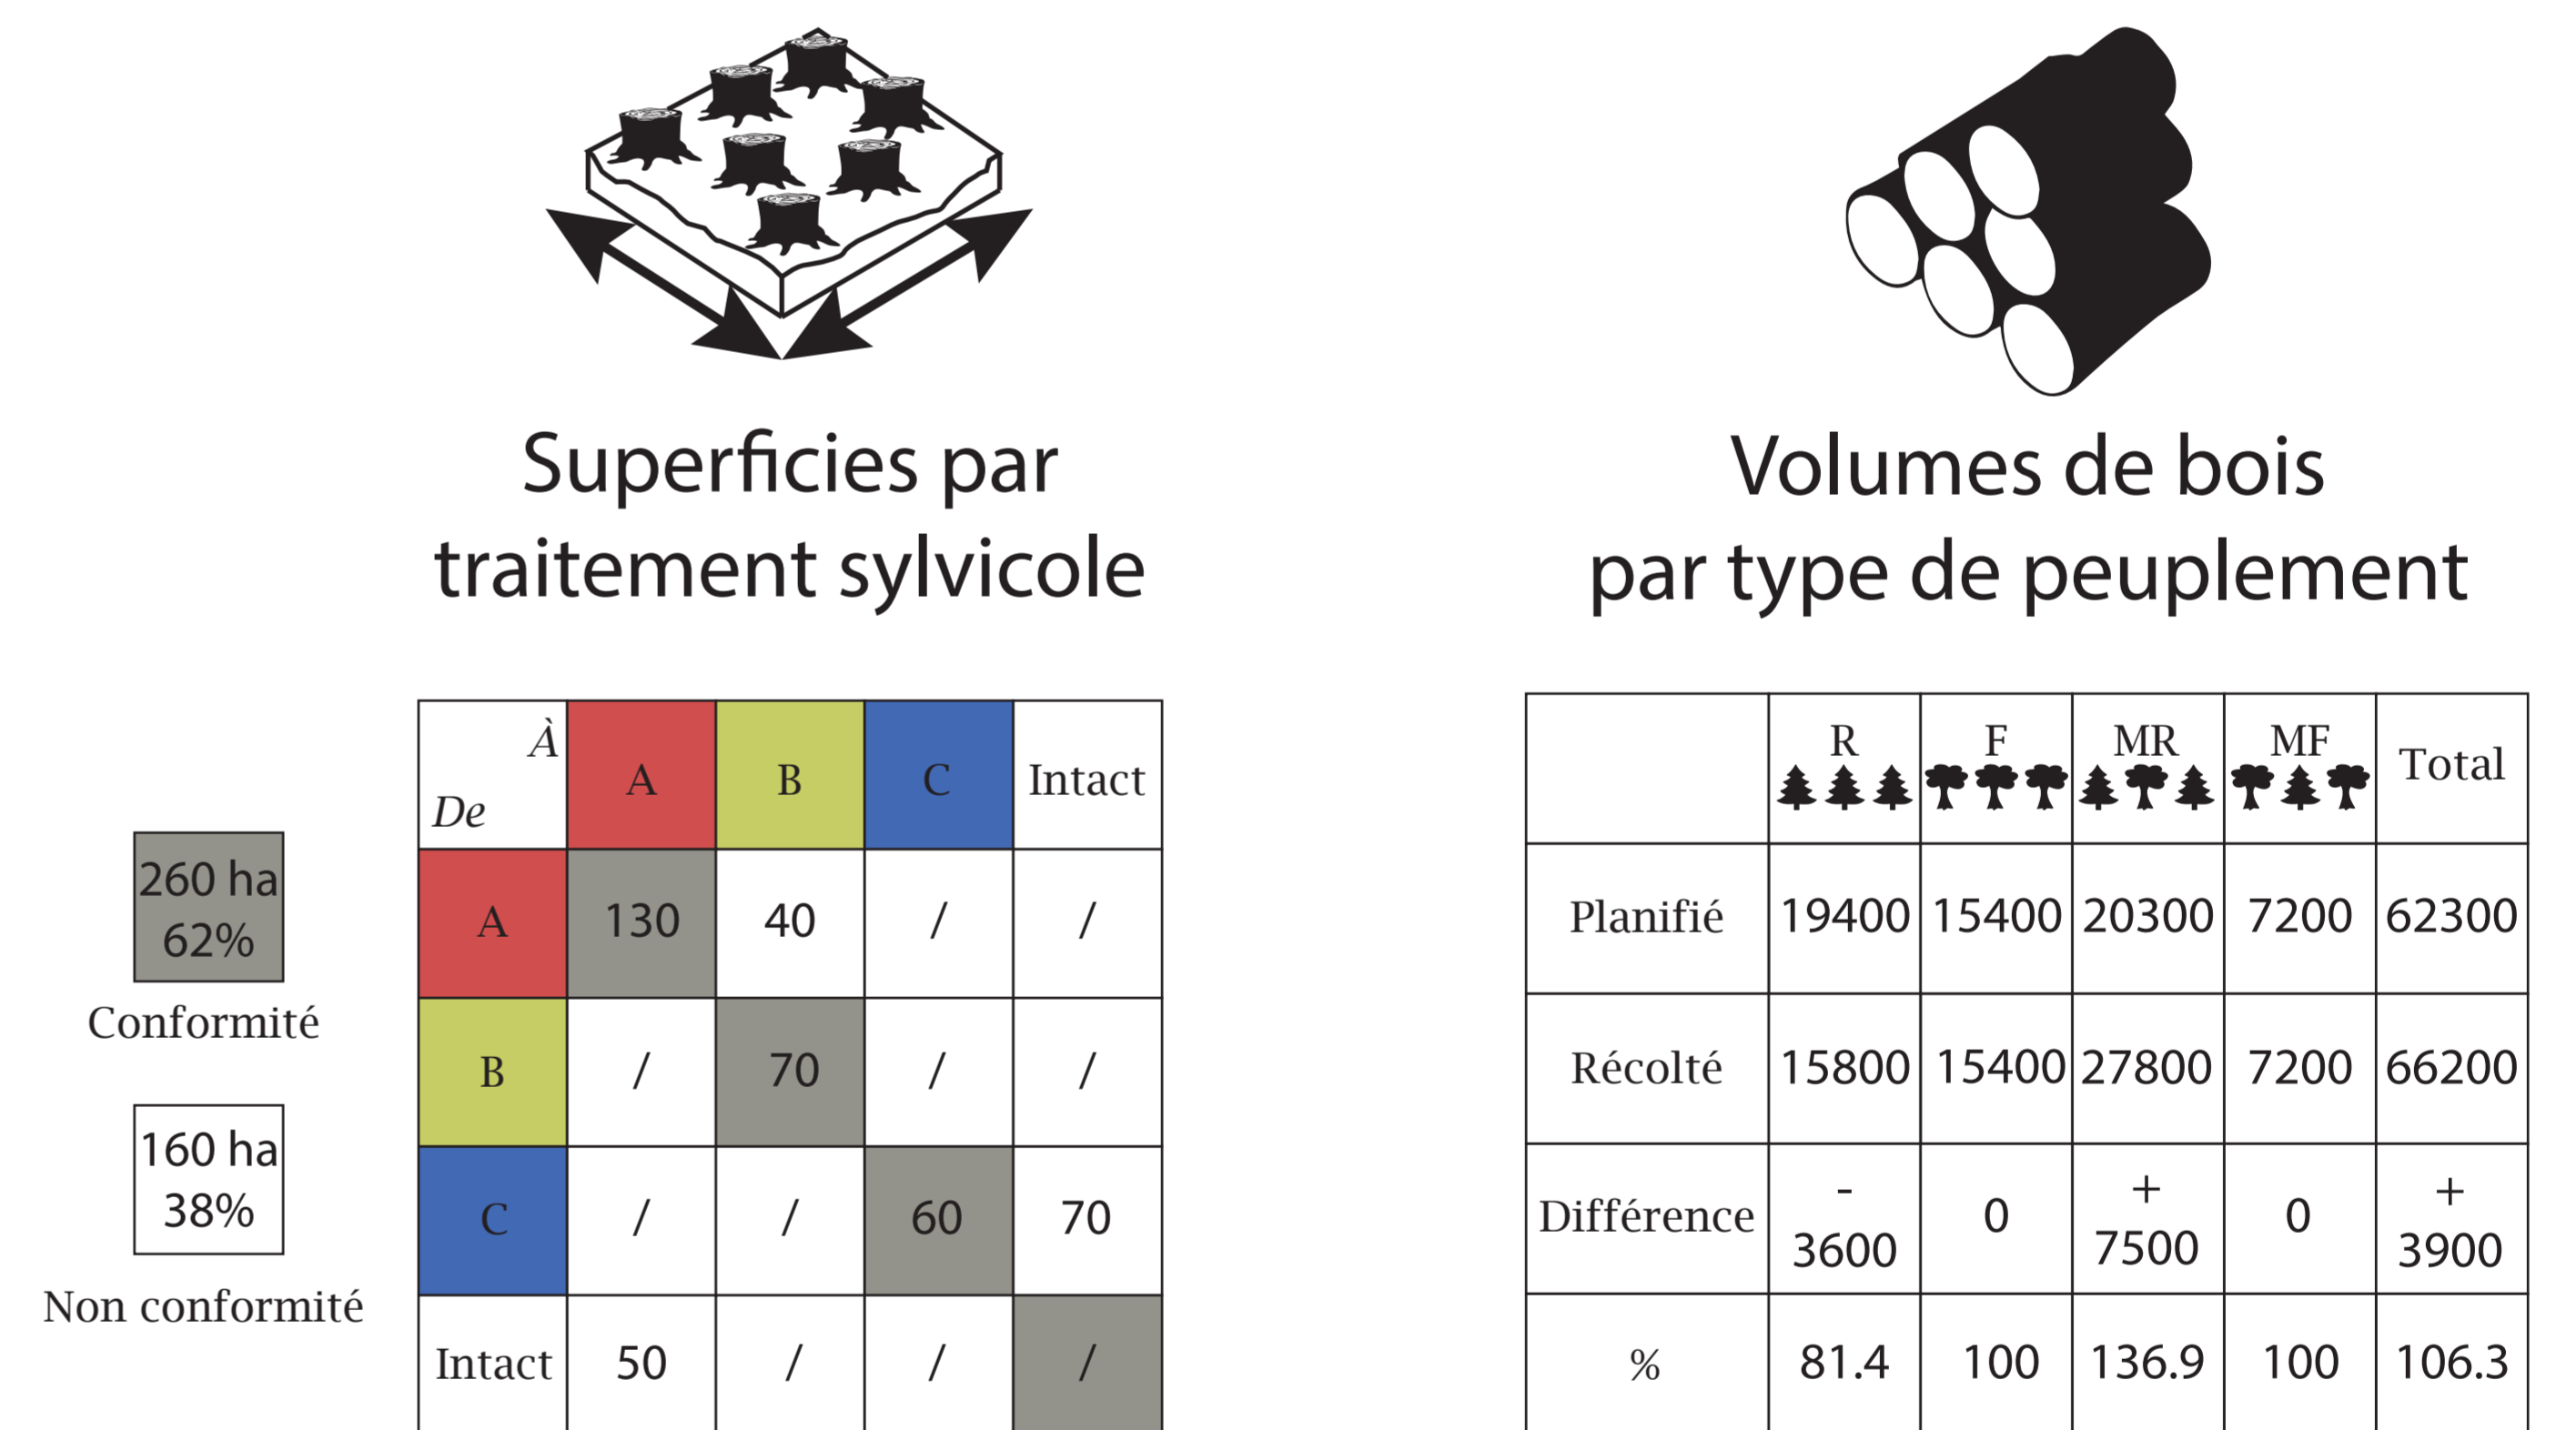 Superficies par
traitement sylvicole
260 ha
62%
Conformité
160 ha
38%
Non conformité
À
De
A B C Intact
A 130 40 / /
B / 70 / /
C / / 60 70
Intact 50 / / /
Volumes de bois
par type de peuplement
R F MR MF Total
Planifié 19400 15400 20300 7200 62300
Récolté 15800 15400 27800 7200 66200
Différence - 3600 0 + 7500 0 + 3900
% 81.4 100 136.9 100 106.3